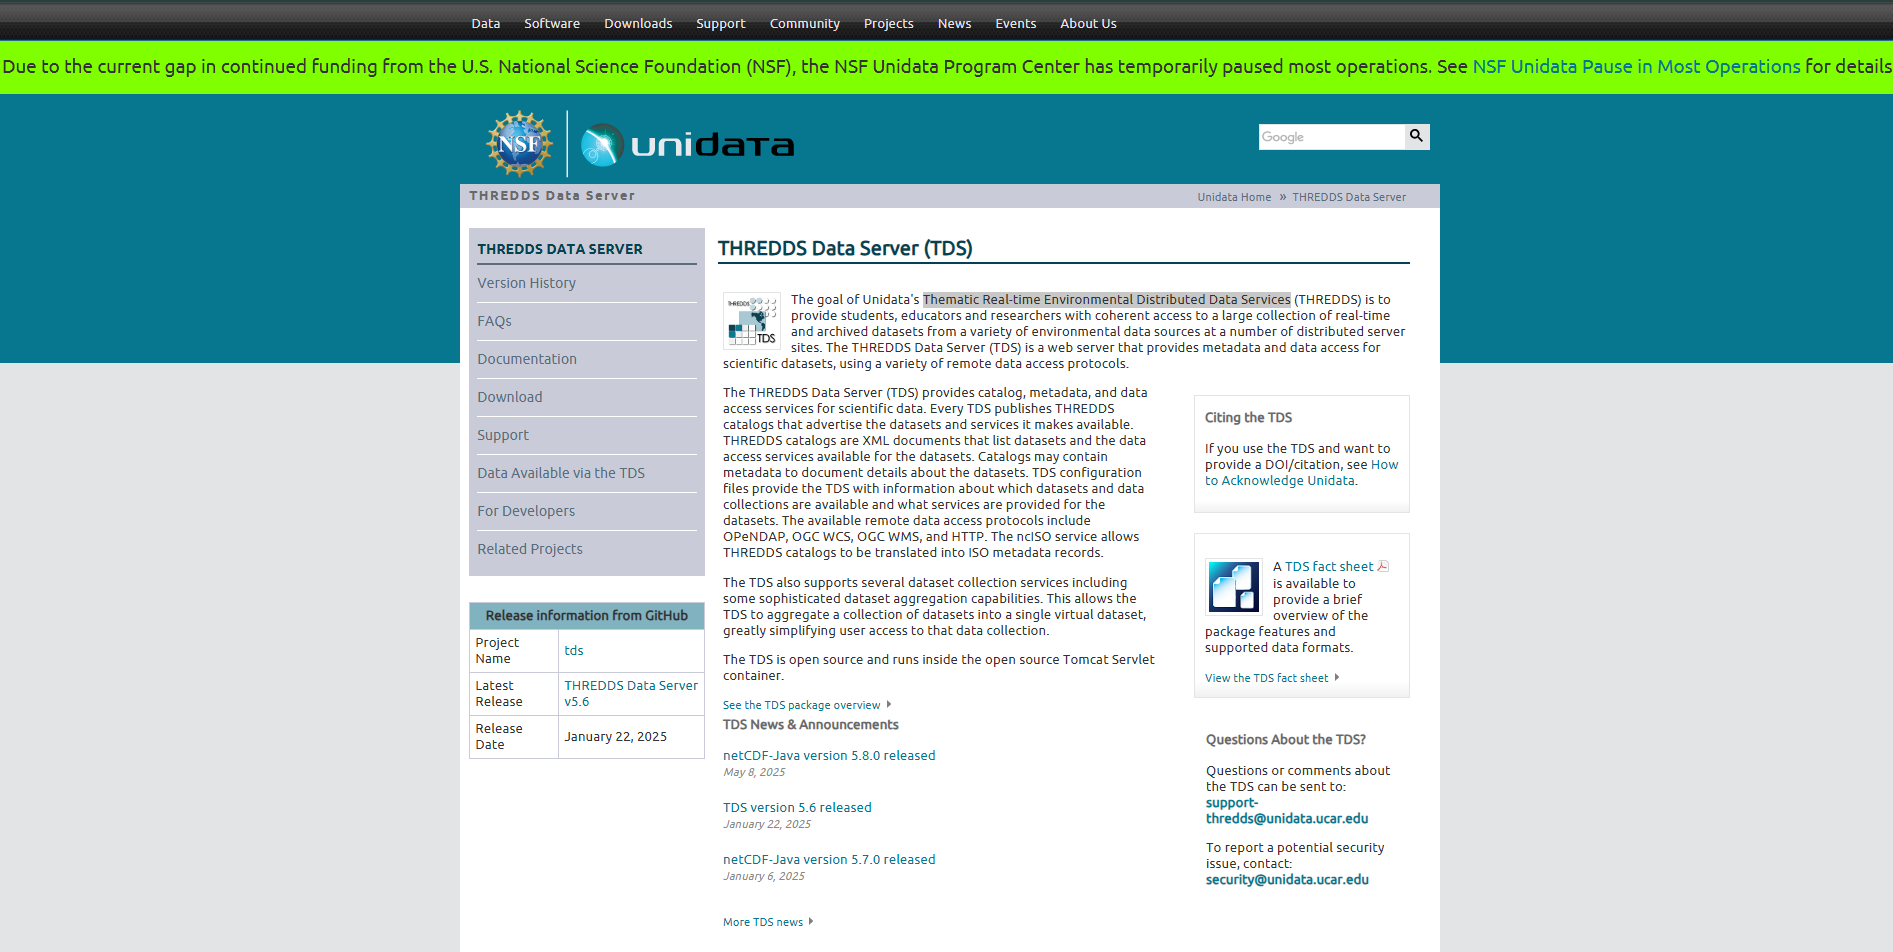 Data Software Downloads Support Community Projects News Events About Us
Due to the current gap in continued funding from the U.S. National Science Foundation (NSF), the NSF Unidata Program Center has temporarily paused most operations. See NSF Unidata Pause in Most Operations for details
NSF
unidata
Google
THREDDS Data Server
Unidata Home » THREDDS Data Server
THREDDS DATA SERVER
Version History
FAQs
Documentation
Download
Support
Data Available via the TDS
For Developers
Related Projects
Release information from GitHub
Project
Name
tds
Latest
Release
THREDDS Data Server
v5.6
Release
Date
January 22, 2025
THREDDS Data Server (TDS)
THREDDS
TDS
The goal of Unidata's Thematic Real-time Environmental Distributed Data Services (THREDDS) is to
provide students, educators and researchers with coherent access to a large collection of real-time
and archived datasets from a variety of environmental data sources at a number of distributed server
sites. The THREDDS Data Server (TDS) is a web server that provides metadata and data access for
scientific datasets, using a variety of remote data access protocols.
The THREDDS Data Server (TDS) provides catalog, metadata, and data
access services for scientific data. Every TDS publishes THREDDS
catalogs that advertise the datasets and services it makes available.
THREDDS catalogs are XML documents that list datasets and the data
access services available for the datasets. Catalogs may contain
metadata to document details about the datasets. TDS configuration
files provide the TDS with information about which datasets and data
collections are available and what services are provided for the
datasets. The available remote data access protocols include
OPeNDAP, OGC WCS, OGC WMS, and HTTP. The ncISO service allows
THREDDS catalogs to be translated into ISO metadata records.
The TDS also supports several dataset collection services including
some sophisticated dataset aggregation capabilities. This allows the
TDS to aggregate a collection of datasets into a single virtual dataset,
greatly simplifying user access to that data collection.
The TDS is open source and runs inside the open source Tomcat Servlet
container.
See the TDS package overview
TDS News & Announcements
netCDF-Java version 5.8.0 released
May 8, 2025
TDS version 5.6 released
January 22, 2025
netCDF-Java version 5.7.0 released
January 6, 2025
More TDS news
Citing the TDS
If you use the TDS and want to
provide a DOI/citation, see How
to Acknowledge Unidata.
A TDS fact sheet
is available to
provide a brief
overview of the
package features and
supported data formats.
View the TDS fact sheet
Questions About the TDS?
Questions or comments about
the TDS can be sent to:
support-
thredds@unidata.ucar.edu
To report a potential security
issue, contact:
security@unidata.ucar.edu